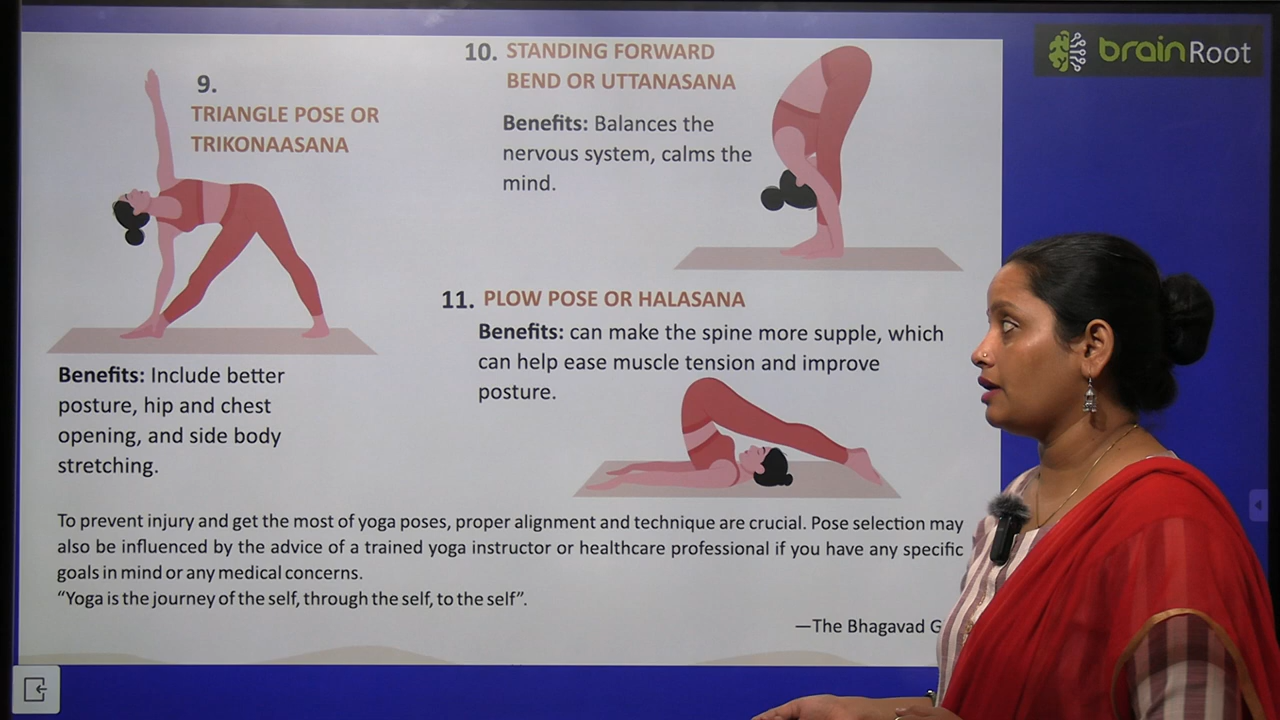 brainRoot
9.
TRIANGLE POSE OR
TRIKONAASANA
Benefits: Include better
posture, hip and chest
opening, and side body
stretching.
10. STANDING FORWARD
BEND OR UTTANASANA
Benefits: Balances the
nervous system, calms the
mind.
11. PLOW POSE OR HALASANA
Benefits: can make the spine more supple, which
can help ease muscle tension and improve
posture.
To prevent injury and get the most of yoga poses, proper alignment and technique are crucial. Pose selection may
also be influenced by the advice of a trained yoga instructor or healthcare professional if you have any specific
goals in mind or any medical concerns.
“Yoga is the journey of the self, through the self, to the self”.
—The Bhagavad G